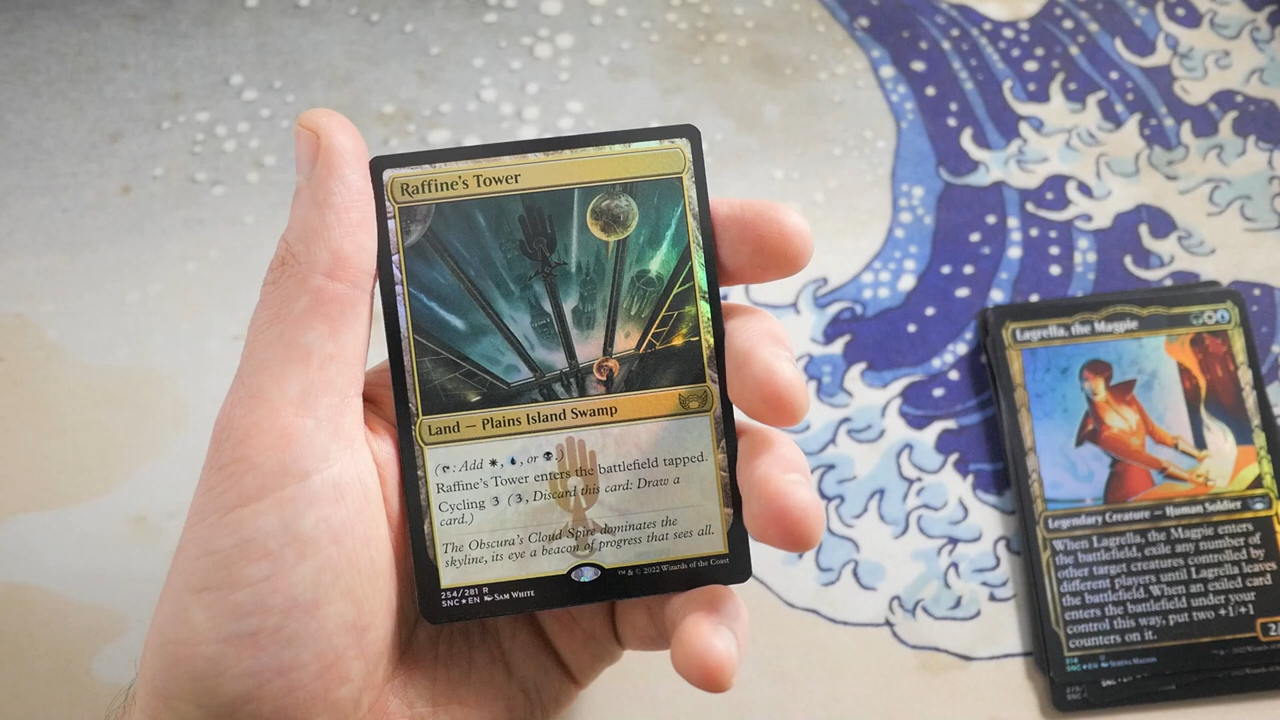 Raffine's Tower
Land — Plains Island Swamp
(: Add , , or .)
Raffine's Tower enters the battlefield tapped.
Cycling 3 (3, Discard this card: Draw a
card.)
The Obscura's Cloud Spire dominates the
skyline, its eye a beacon of progress that sees all.
254/281 R
SNC ★ EN SAM WHITE
™ & © 2022 Wizards of the Coast
Lagrella, the Magpie
Legendary Creature — Human Soldier
When Lagrella, the Magpie enters
the battlefield, exile any number of
other target creatures controlled by
different players until Lagrella leaves
the battlefield. When an exiled card
enters the battlefield under your
control this way, put two +1/+1
counters on it.
2/
SNC ★ EN